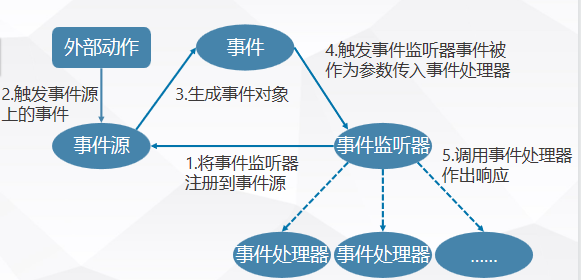 外部动作
事件
4.触发事件监听器事件被
作为参数传入事件处理器
2.触发事件源
上的事件
3.生成事件对象
事件源
事件监听器
1.将事件监听器
注册到事件源
5.调用事件处理器
作出响应
事件处理器
事件处理器
......